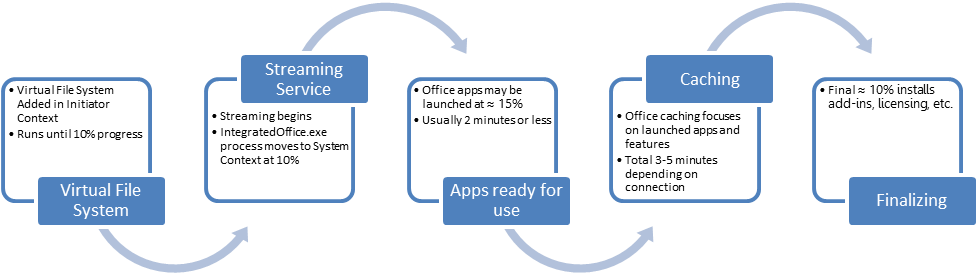 • Virtual File System
Added in Initiator
Context
• Runs until 10% progress
Virtual File
System
Streaming
Service
• Streaming begins
• IntegratedOffice.exe
process moves to System
Context at 10%
• Office apps may be
launched at ≈ 15%
• Usually 2 minutes or less
Apps ready for
use
Caching
• Office caching focuses
on launched apps and
features
• Total 3-5 minutes
depending on
connection
• Final ≈ 10% installs
add-ins, licensing, etc.
Finalizing